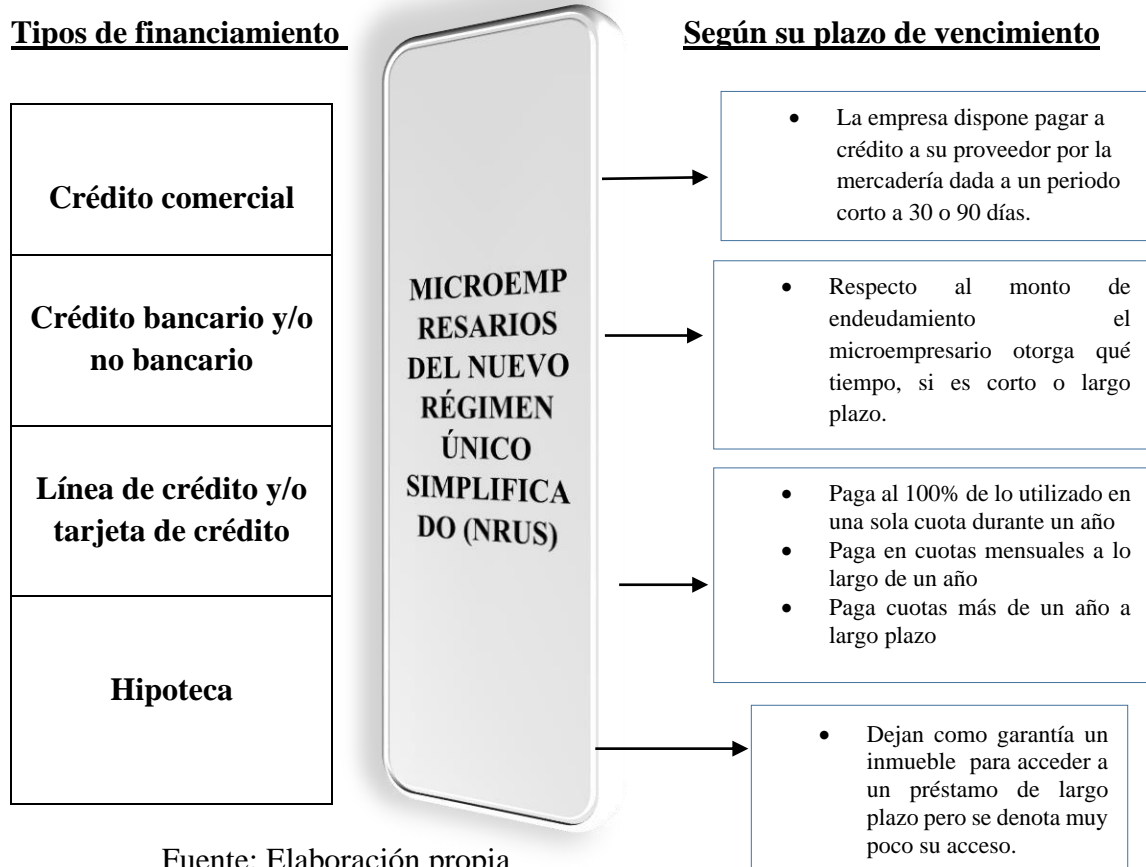 Tipos de financiamiento
Según su plazo de vencimiento
Crédito comercial
Crédito bancario y/o
no bancario
Línea de crédito y/o
tarjeta de crédito
Hipoteca
MICROEMP
RESARIOS
DEL NUEVO
RÉGIMEN
ÚNICO
SIMPLIFICA
DO (NRUS)
• La empresa dispone pagar a
crédito a su proveedor por la
mercadería dada a un periodo
corto a 30 o 90 días.
• Respecto al monto de
endeudamiento el
microempresario otorga qué
tiempo, si es corto o largo
plazo.
• Paga al 100% de lo utilizado en
una sola cuota durante un año
• Paga en cuotas mensuales a lo
largo de un año
• Paga cuotas más de un año a
largo plazo
• Dejan como garantía un
inmueble para acceder a
un préstamo de largo
plazo pero se denota muy
poco su acceso.
Fuente: Elaboración propia